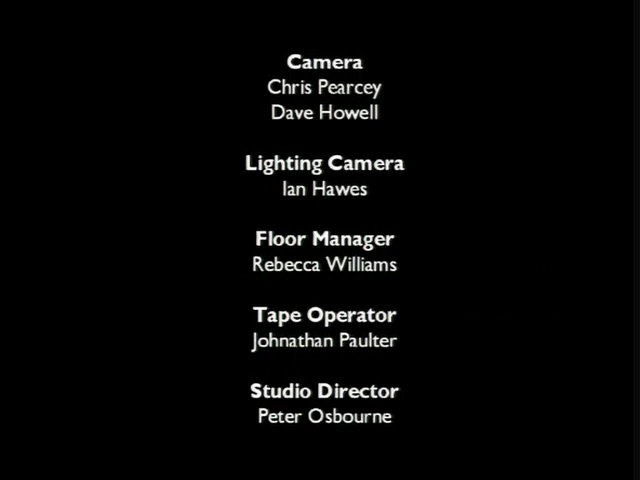 Camera
Chris Pearcey
Dave Howell
Lighting Camera
Ian Hawes
Floor Manager
Rebecca Williams
Tape Operator
Johnathan Paulter
Studio Director
Peter Osbourne